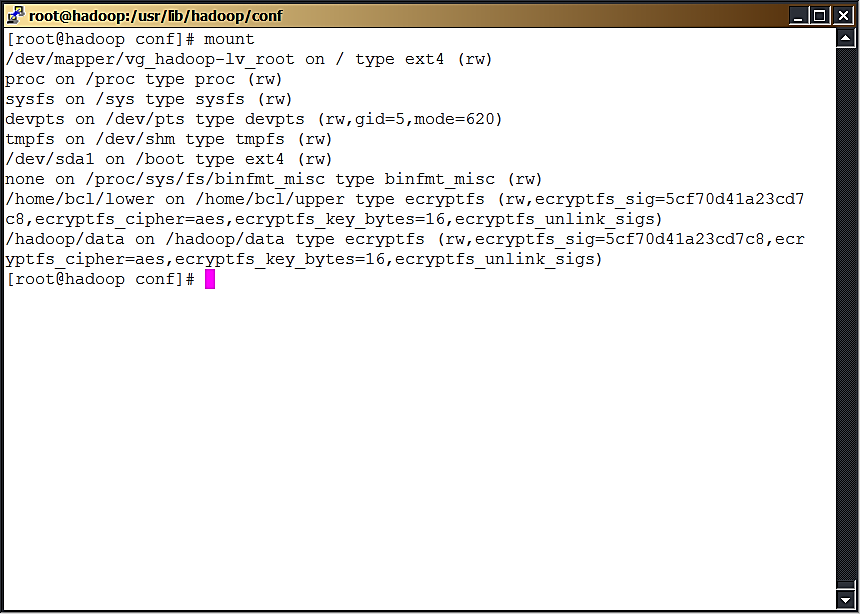 root@hadoop:/usr/lib/hadoop/conf
[root@hadoop conf]# mount
/dev/mapper/vg_hadoop-lv_root on / type ext4 (rw)
proc on /proc type proc (rw)
sysfs on /sys type sysfs (rw)
devpts on /dev/pts type devpts (rw,gid=5,mode=620)
tmpfs on /dev/shm type tmpfs (rw)
/dev/sda1 on /boot type ext4 (rw)
none on /proc/sys/fs/binfmt_misc type binfmt_misc (rw)
/home/bcl/lower on /home/bcl/upper type ecryptfs (rw,ecryptfs_sig=5cf70d41a23cd7
c8,ecryptfs_cipher=aes,ecryptfs_key_bytes=16,ecryptfs_unlink_sigs)
/hadoop/data on /hadoop/data type ecryptfs (rw,ecryptfs_sig=5cf70d41a23cd7c8,ecr
yptfs_cipher=aes,ecryptfs_key_bytes=16,ecryptfs_unlink_sigs)
[root@hadoop conf]#